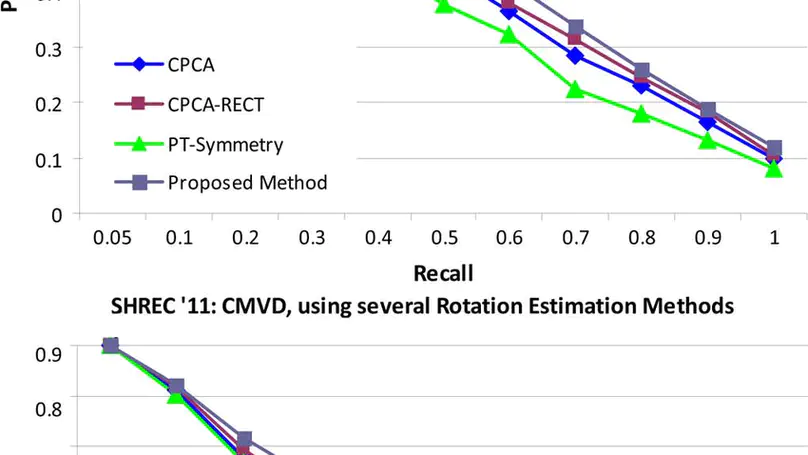 0.3
CPCA
0.2
CPCA-RECT
PT-Symmetry
0.1
Proposed Method
0
0.05 0.1 0.2 0.3 0.4 0.5 0.6 0.7 0.8 0.9 1
Recall
SHREC '11: CMVD, using several Rotation Estimation Methods
0.9
0.8